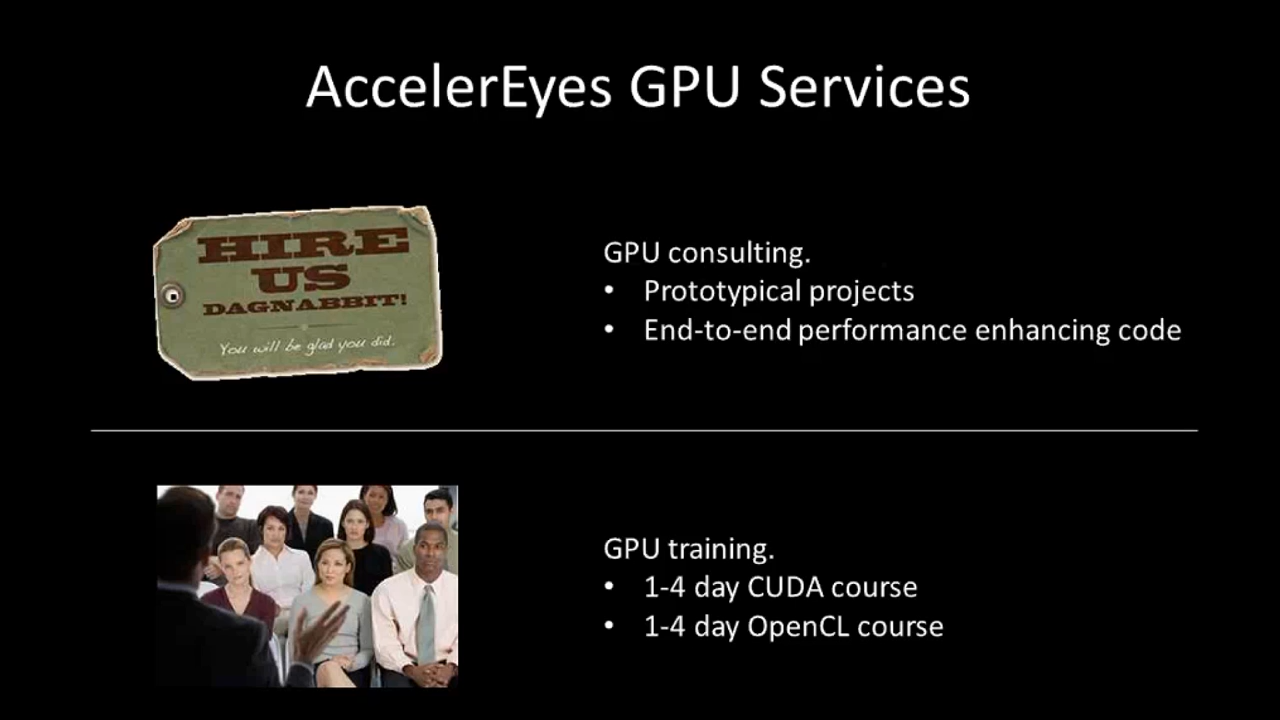 AccelerEyes GPU Services
HIRE
US
DAGNABBIT!
You will be glad you did.
GPU consulting.
• Prototypical projects
• End-to-end performance enhancing code
GPU training.
• 1-4 day CUDA course
• 1-4 day OpenCL course